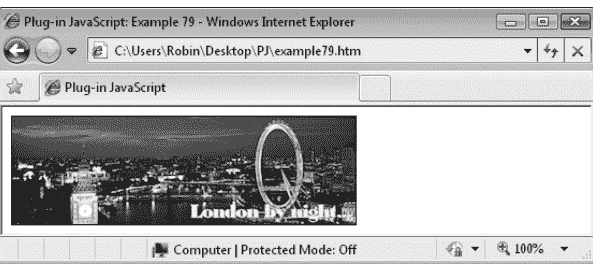 Plug-in JavaScript: Example 79 - Windows Internet Explorer
C:\Users\Robin\Desktop\PJ\example79.htm
Plug-in JavaScript
London by night...
Computer | Protected Mode: Off
100%